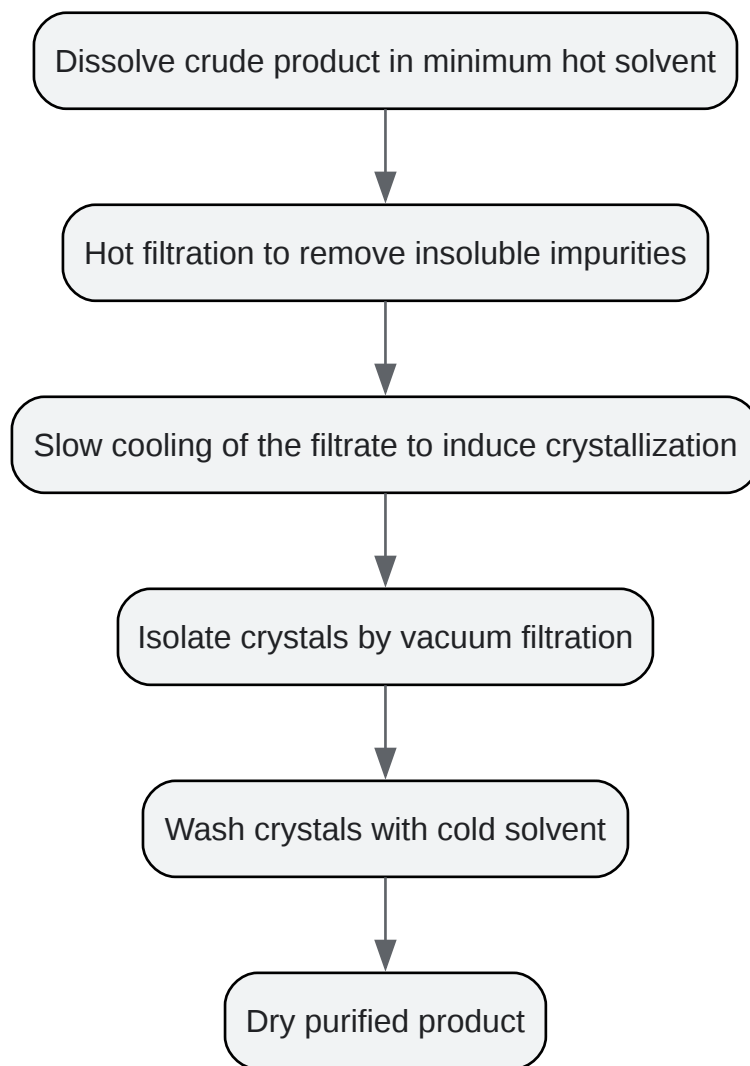 Dissolve crude product in minimum hot solvent
Hot filtration to remove insoluble impurities
Slow cooling of the filtrate to induce crystallization
Isolate crystals by vacuum filtration
Wash crystals with cold solvent
Dry purified product